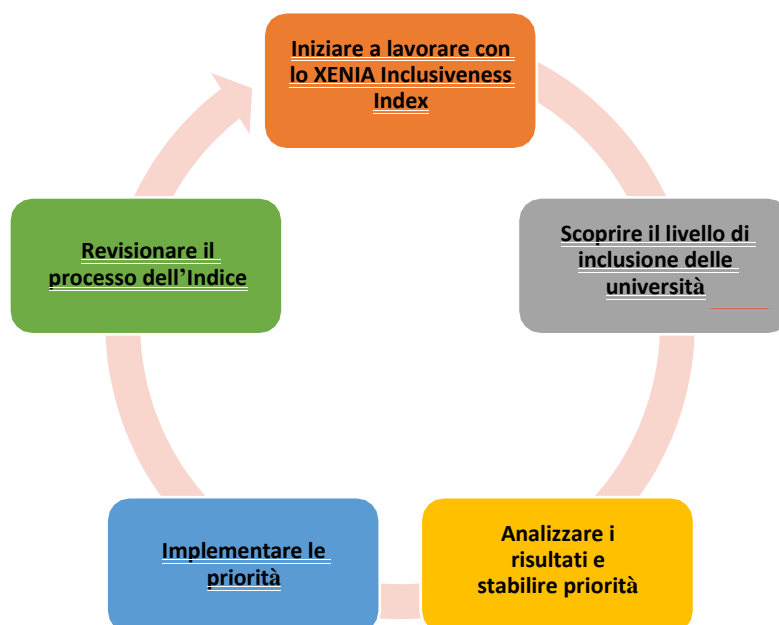 Iniziare a lavorare con
lo XENIA Inclusiveness
Index
Scoprire il livello di
inclusione delle
università
Analizzare i
risultati e
stabilire priorità
Implementare le
priorità
Revisionare il
processo dell’Indice